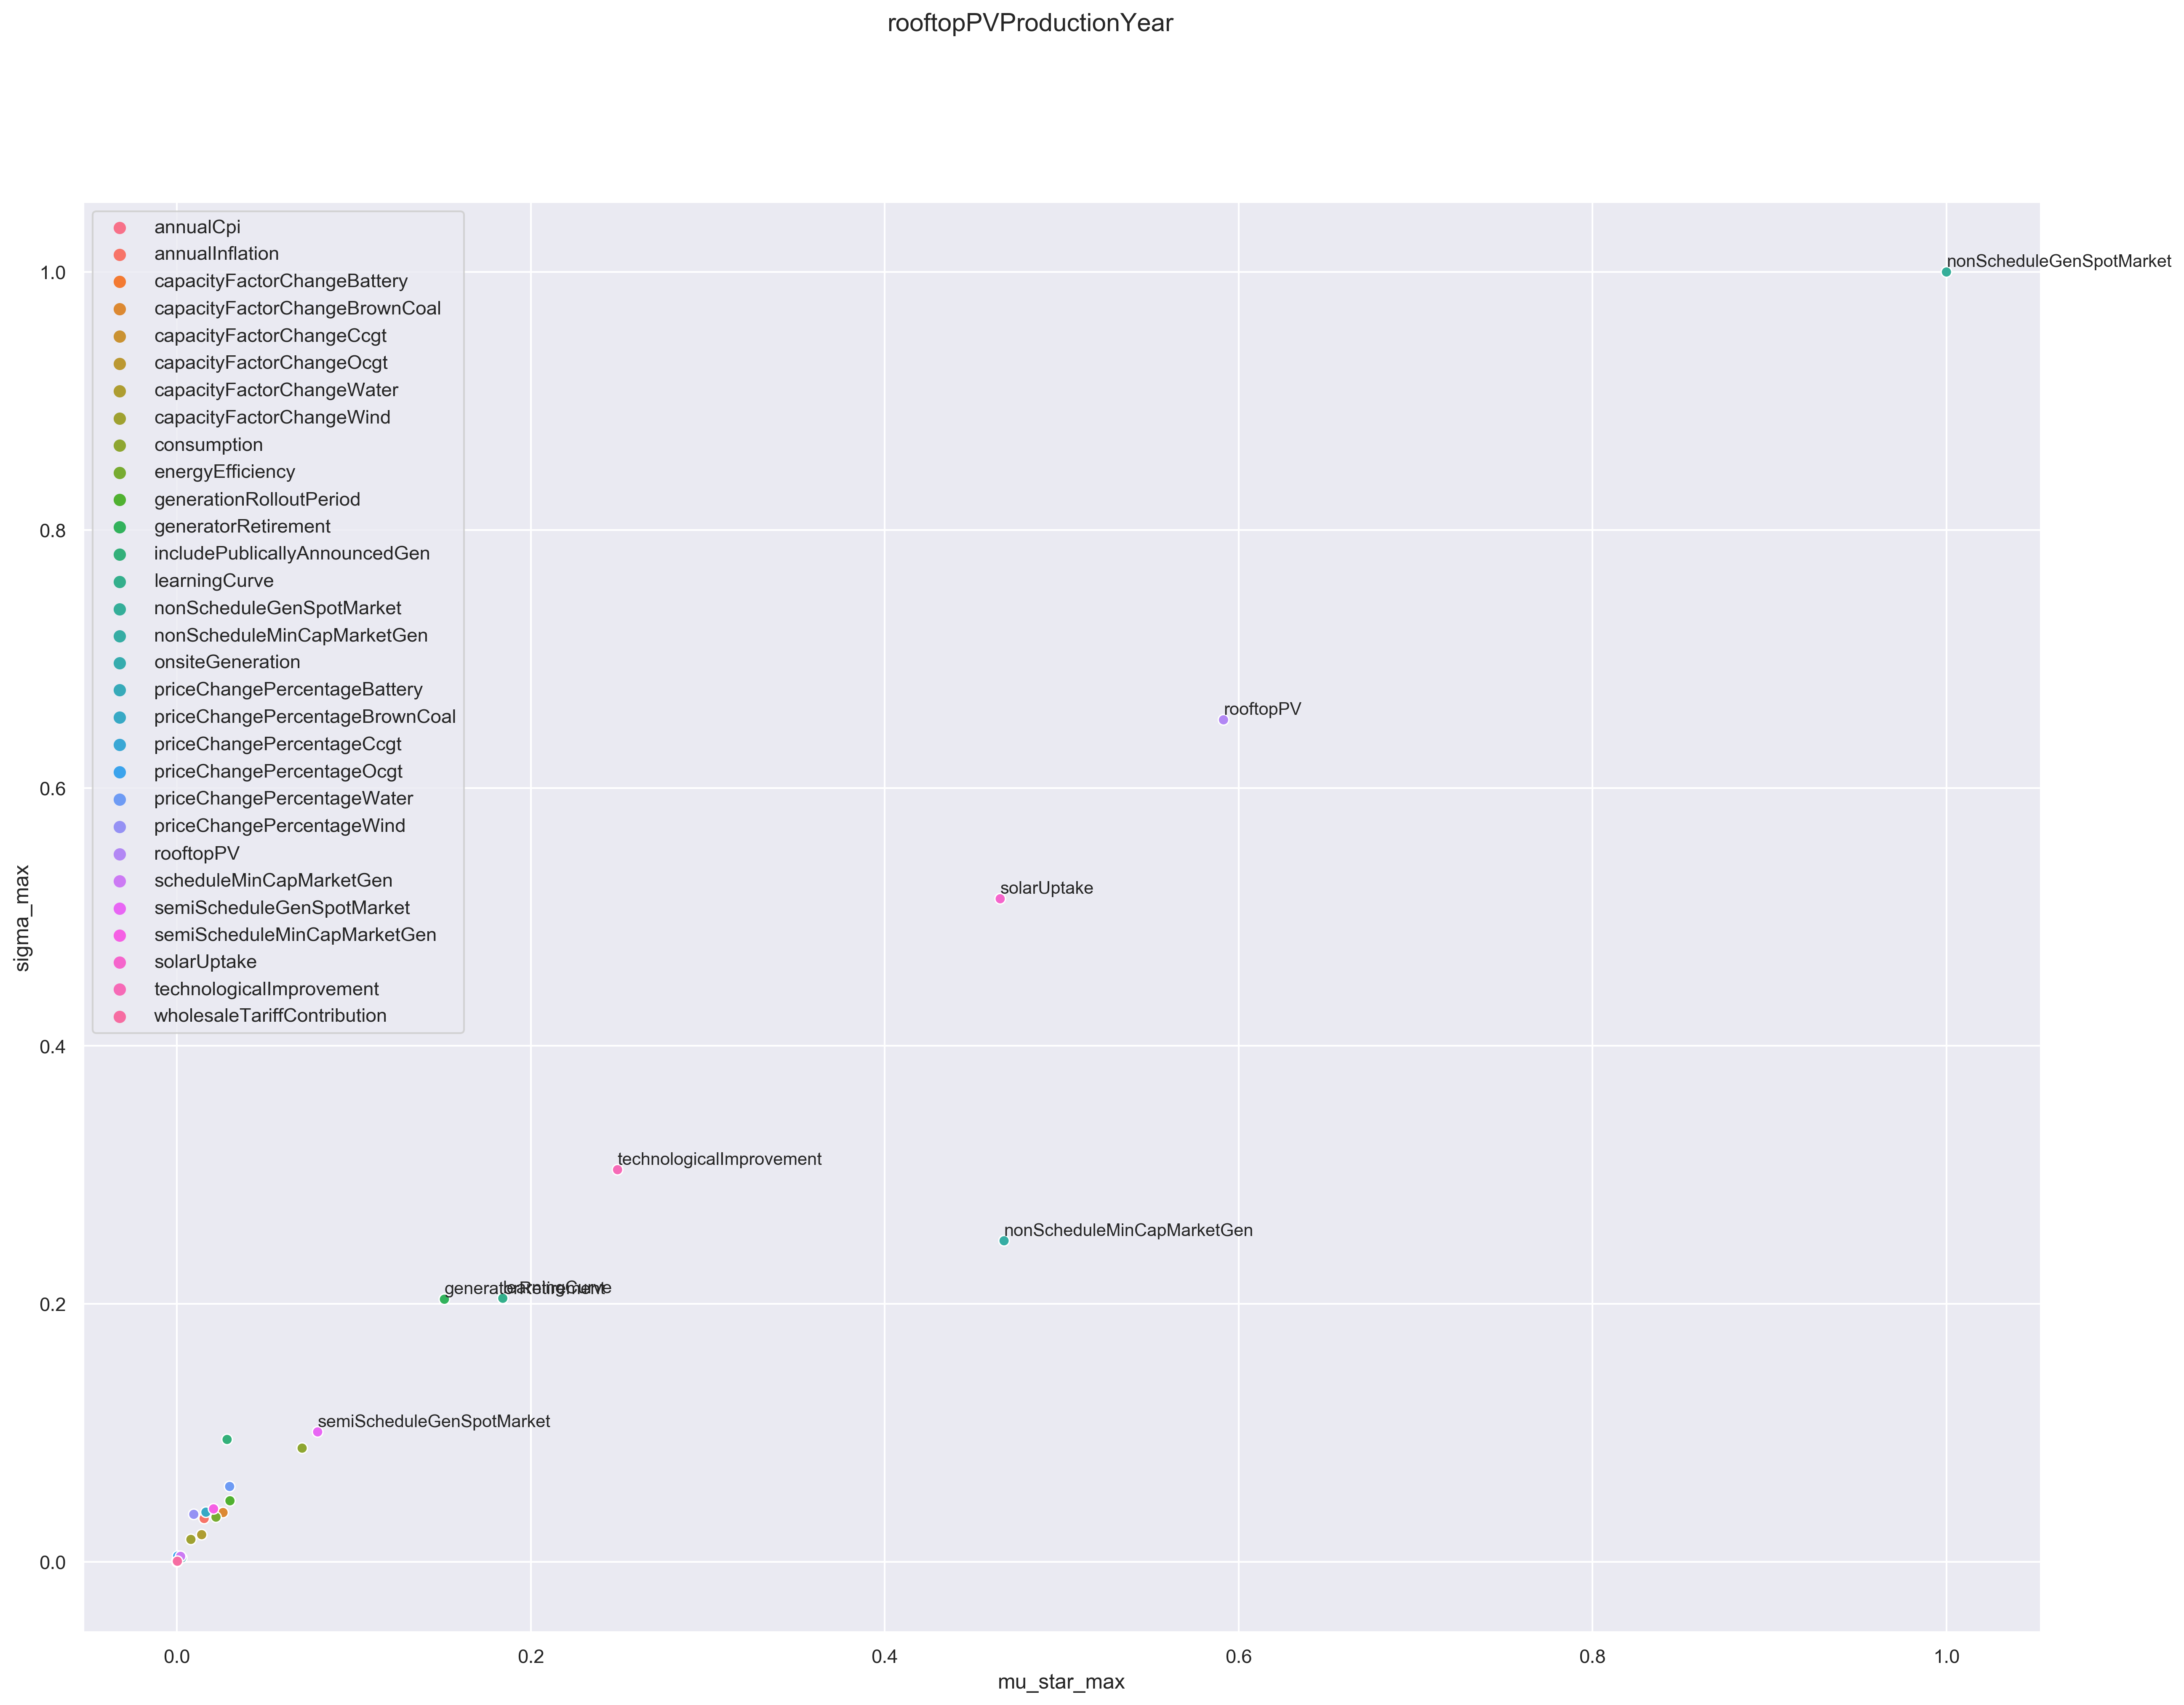 rooftopPVProductionYear
annualCpi
annualInflation
capacityFactorChangeBattery
capacityFactorChangeBrownCoal
capacityFactorChangeCcgt
capacityFactorChangeOcgt
capacityFactorChangeWater
capacityFactorChangeWind
consumption
energyEfficiency
generationRolloutPeriod
generatorRetirement
includePublicallyAnnouncedGen
learningCurve
nonScheduleGenSpotMarket
nonScheduleMinCapMarketGen
onsiteGeneration
priceChangePercentageBattery
priceChangePercentageBrownCoal
priceChangePercentageCcgt
priceChangePercentageOcgt
priceChangePercentageWater
priceChangePercentageWind
rooftopPV
scheduleMinCapMarketGen
semiScheduleGenSpotMarket
semiScheduleMinCapMarketGen
solarUptake
technologicalImprovement
wholesaleTariffContribution
nonScheduleGenSpotMarket
rooftopPV
solarUptake
technologicalImprovement
nonScheduleMinCapMarketGen
generatorRetirement
learningCurve
semiScheduleGenSpotMarket
1.0
0.8
0.6
0.4
0.2
0.0
sigma_max
0.0 0.2 0.4 0.6 0.8 1.0
mu_star_max